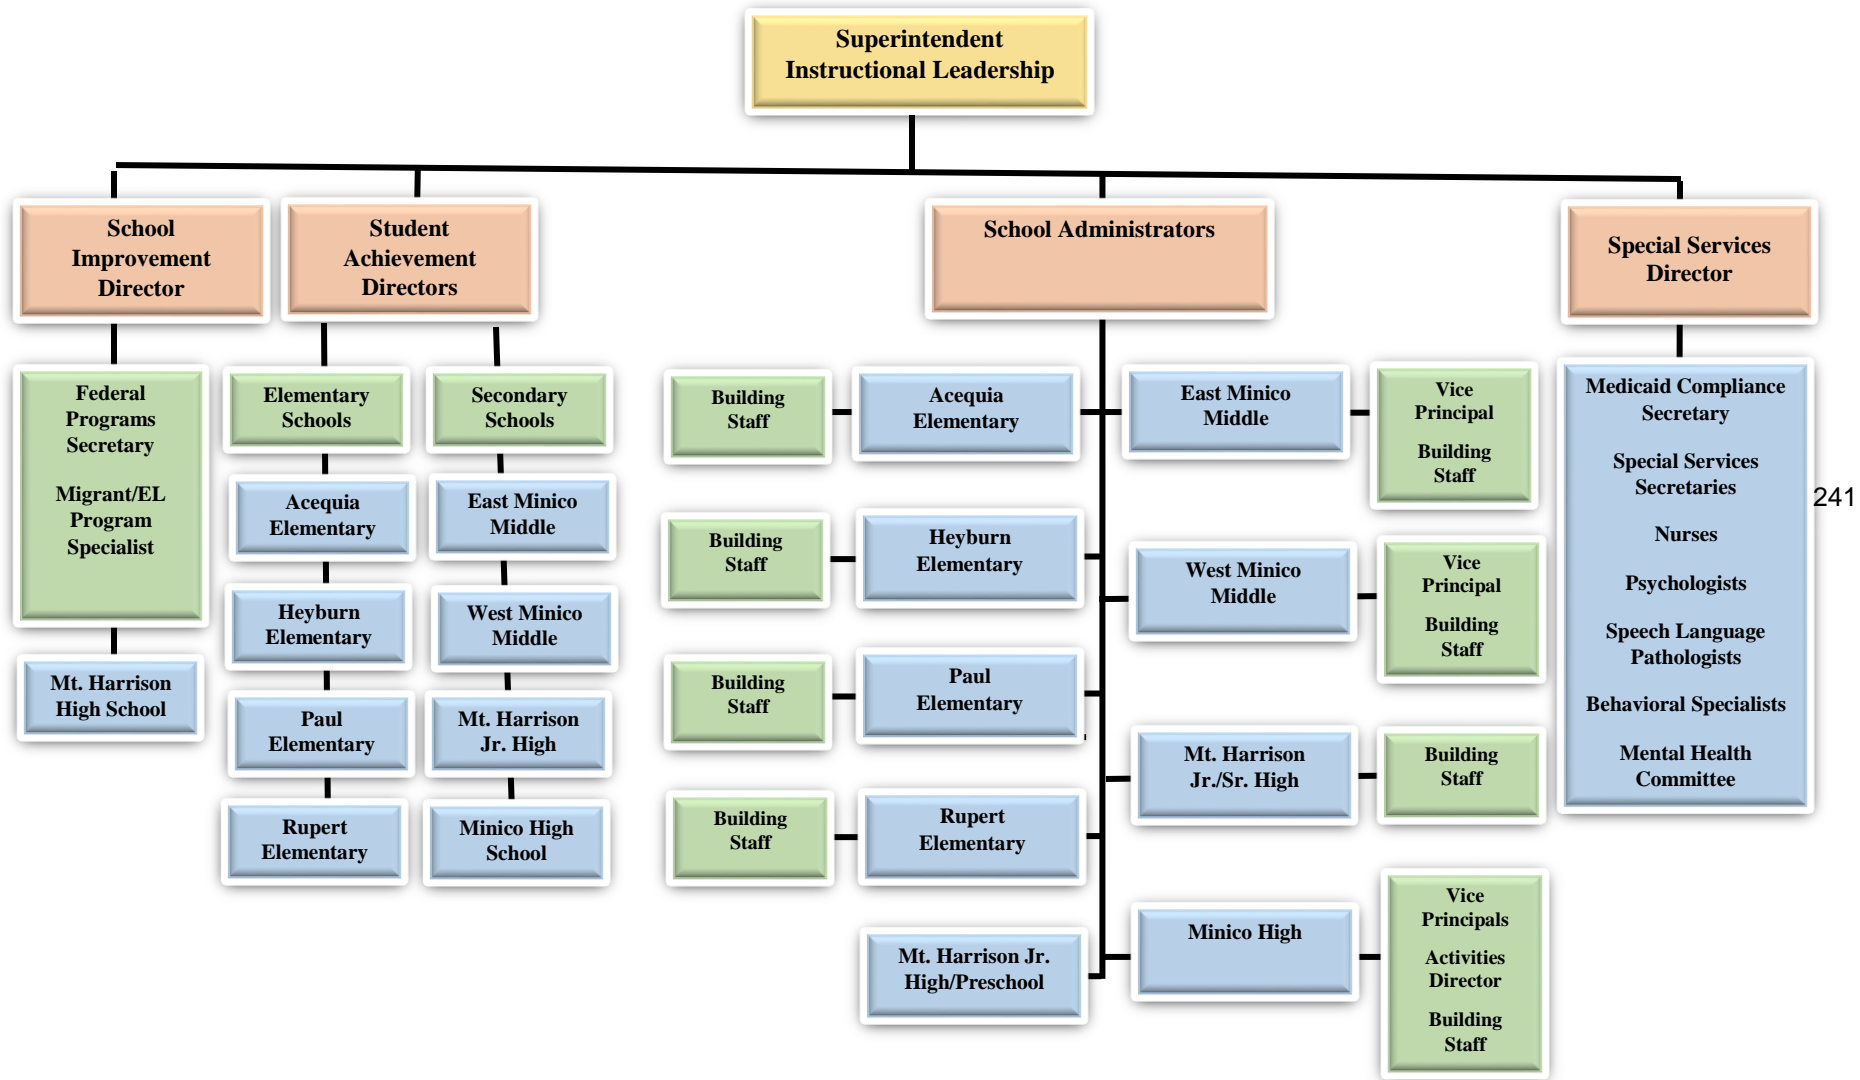 Superintendent
Instructional Leadership
School
Improvement
Director
Student
Achievement
Directors
School Administrators
Special Services
Director
Federal
Programs
Secretary
Migrant/EL
Program
Specialist
Mt. Harrison
High School
Elementary
Schools
Acequia
Elementary
Heyburn
Elementary
Paul
Elementary
Rupert
Elementary
Secondary
Schools
East Minico
Middle
West Minico
Middle
Mt. Harrison
Jr. High
Minico High
School
Building
Staff
Acequia
Elementary
Building
Staff
Heyburn
Elementary
Building
Staff
Paul
Elementary
Building
Staff
Rupert
Elementary
Mt. Harrison Jr.
High/Preschool
East Minico
Middle
Vice
Principal
Building
Staff
West Minico
Middle
Vice
Principal
Building
Staff
Mt. Harrison
Jr./Sr. High
Building
Staff
Minico High
Vice
Principals
Activities
Director
Building
Staff
Medicaid Compliance
Secretary
Special Services
Secretaries
Nurses
Psychologists
Speech Language
Pathologists
Behavioral Specialists
Mental Health
Committee
241